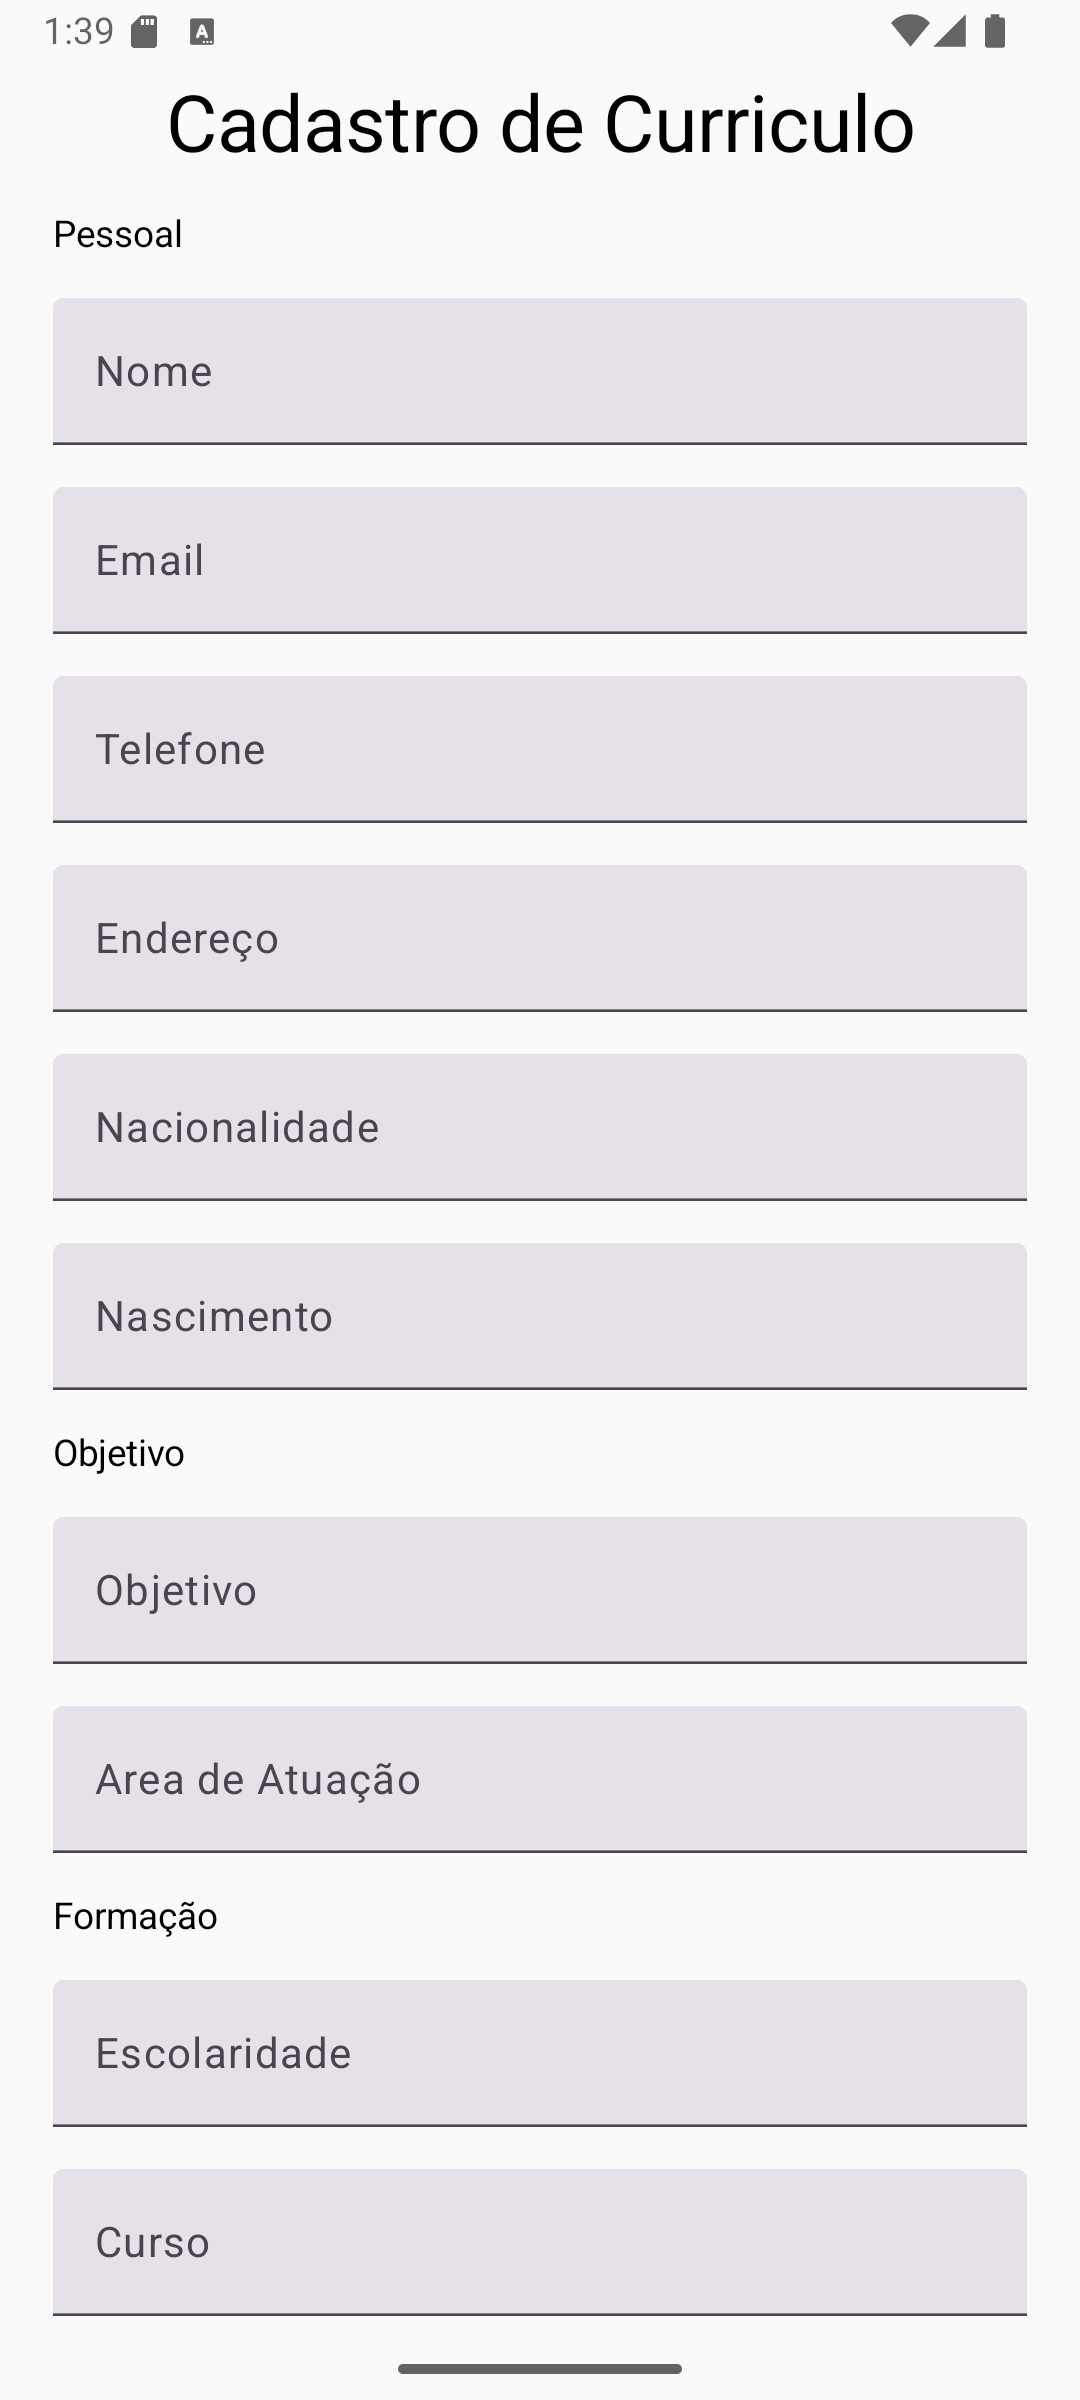 1:39
Cadastro de Curriculo
Pessoal
Nome
Email
Telefone
Endereço
Nacionalidade
Nascimento
Objetivo
Objetivo
Area de Atuação
Formação
Escolaridade
Curso